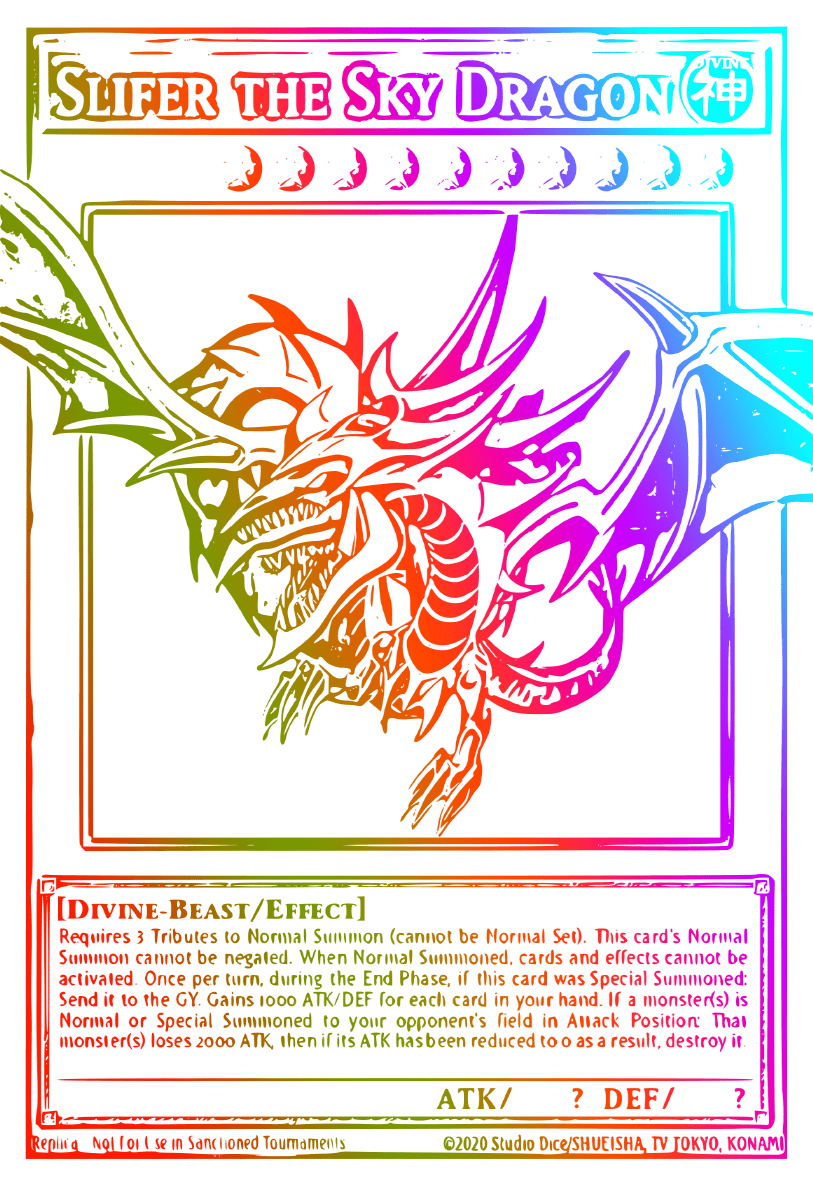 SLIFER THE SKY DRAGON
DIVINE
神
[DIVINE-BEAST/EFFECT]
Requires 3 Tributes to Normal Summon (cannot be Normal Set). This card's Normal
Summon cannot be negated. When Normal Summoned, cards and effects cannot be
activated. Once per turn, during the End Phase, if this card was Special Summoned:
Send it to the GY. Gains 1000 ATK/DEF for each card in your hand. If a monster(s) is
Normal or Special Summoned to your opponent's field in Attack Position: That
monster(s) loses 2000 ATK, then if its ATK has been reduced to 0 as a result, destroy it.
ATK/ ? DEF/ ?
Replica Not For Use in Sanctioned Tournaments
©2020 Studio Dice/SHUEISHA, TV TOKYO, KONAMI